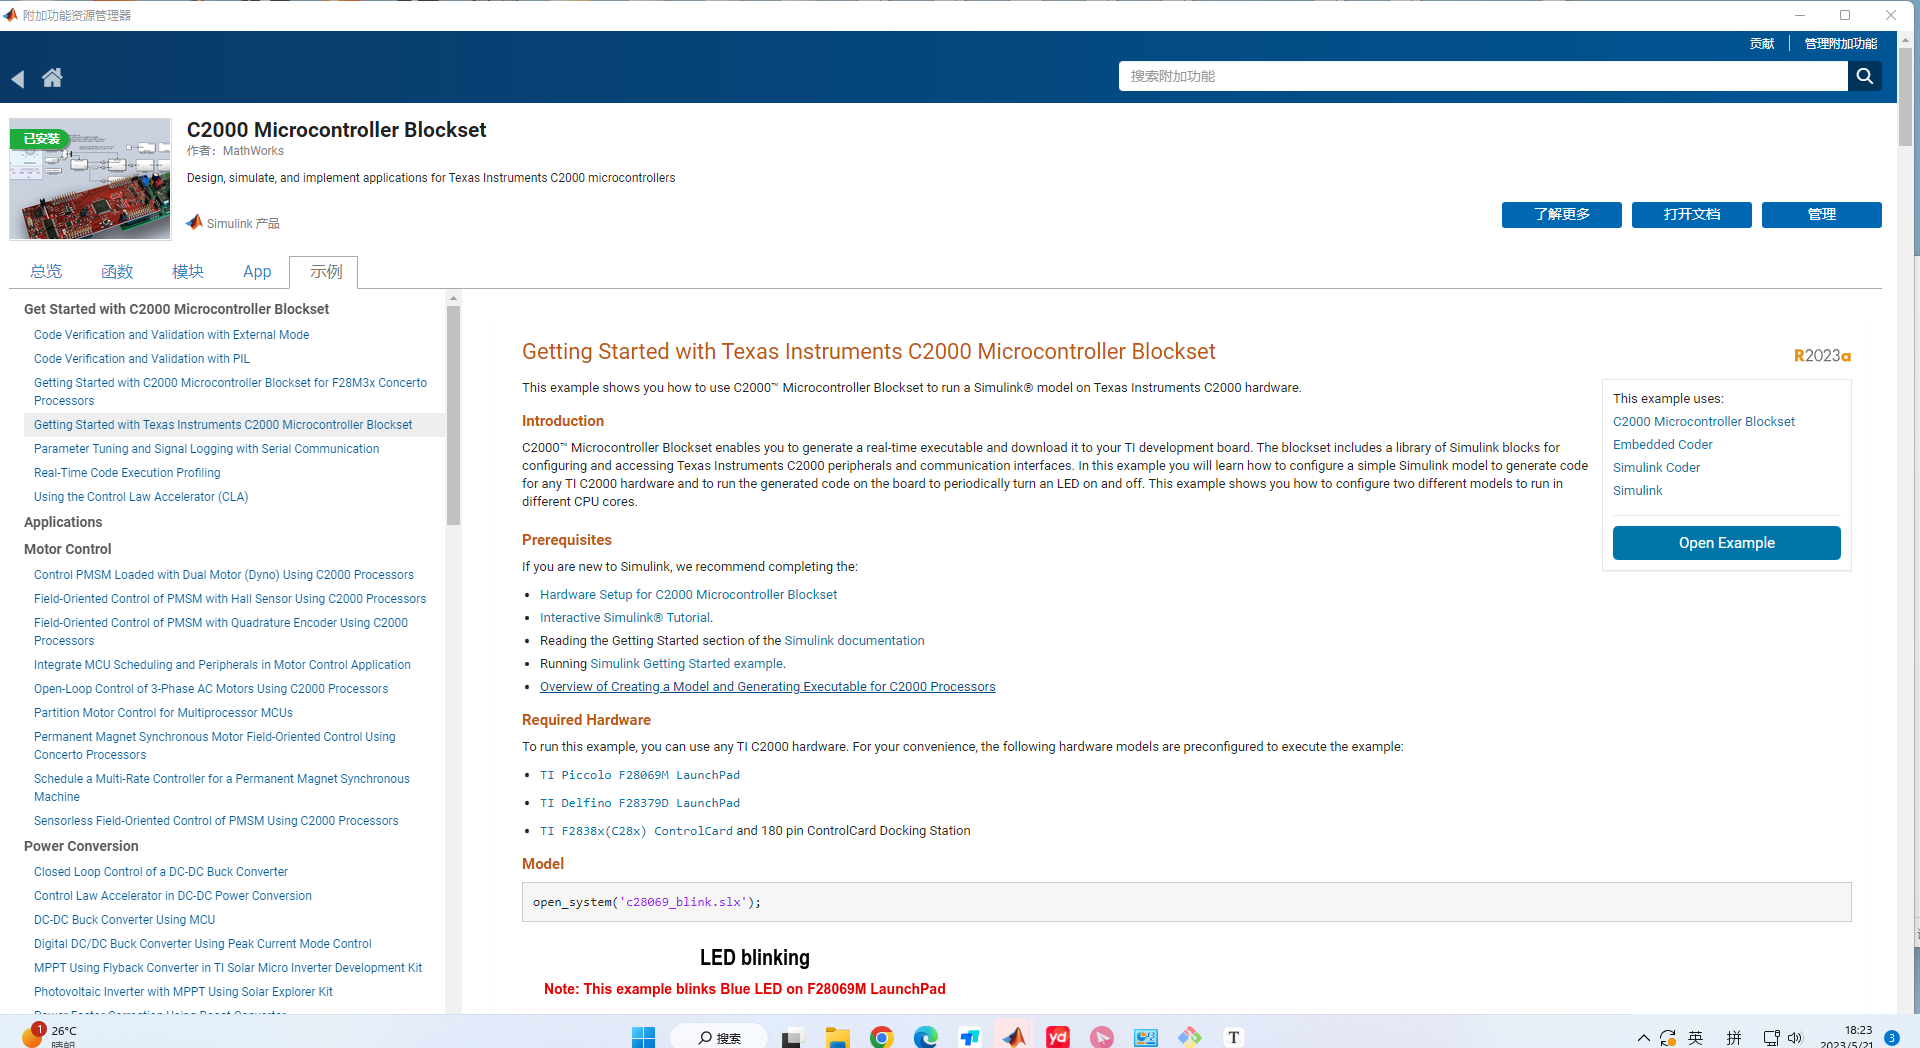 附加功能资源管理器
贡献
管理附加功能
搜索附加功能
已安装
C2000 Microcontroller Blockset
作者: MathWorks
Design, simulate, and implement applications for Texas Instruments C2000 microcontrollers
Simulink 产品
了解更多
打开文档
管理
总览
函数
模块
App
示例
Get Started with C2000 Microcontroller Blockset
Code Verification and Validation with External Mode
Code Verification and Validation with PIL
Getting Started with C2000 Microcontroller Blockset for F28M3x Concerto
Processors
Getting Started with Texas Instruments C2000 Microcontroller Blockset
Parameter Tuning and Signal Logging with Serial Communication
Real-Time Code Execution Profiling
Using the Control Law Accelerator (CLA)
Applications
Motor Control
Control PMSM Loaded with Dual Motor (Dyno) Using C2000 Processors
Field-Oriented Control of PMSM with Hall Sensor Using C2000 Processors
Field-Oriented Control of PMSM with Quadrature Encoder Using C2000
Processors
Integrate MCU Scheduling and Peripherals in Motor Control Application
Open-Loop Control of 3-Phase AC Motors Using C2000 Processors
Partition Motor Control for Multiprocessor MCUs
Permanent Magnet Synchronous Motor Field-Oriented Control Using
Concerto Processors
Schedule a Multi-Rate Controller for a Permanent Magnet Synchronous
Machine
Sensorless Field-Oriented Control of PMSM Using C2000 Processors
Power Conversion
Closed Loop Control of a DC-DC Buck Converter
Control Law Accelerator in DC-DC Power Conversion
DC-DC Buck Converter Using MCU
Digital DC/DC Buck Converter Using Peak Current Mode Control
MPPT Using Flyback Converter in TI Solar Micro Inverter Development Kit
Photovoltaic Inverter with MPPT Using Solar Explorer Kit
Getting Started with Texas Instruments C2000 Microcontroller Blockset
R2023a
This example shows you how to use C2000™ Microcontroller Blockset to run a Simulink® model on Texas Instruments C2000 hardware.
Introduction
C2000™ Microcontroller Blockset enables you to generate a real-time executable and download it to your TI development board. The blockset includes a library of Simulink blocks for
configuring and accessing Texas Instruments C2000 peripherals and communication interfaces. In this example you will learn how to configure a simple Simulink model to generate code
for any TI C2000 hardware and to run the generated code on the board to periodically turn an LED on and off. This example shows you how to configure two different models to run in
different CPU cores.
Prerequisites
If you are new to Simulink, we recommend completing the:
• Hardware Setup for C2000 Microcontroller Blockset
• Interactive Simulink® Tutorial.
• Reading the Getting Started section of the Simulink documentation
• Running Simulink Getting Started example.
• Overview of Creating a Model and Generating Executable for C2000 Processors
Required Hardware
To run this example, you can use any TI C2000 hardware. For your convenience, the following hardware models are preconfigured to execute the example:
• TI Piccolo F28069M LaunchPad
• TI Delfino F28379D LaunchPad
• TI F2838x(C28x) ControlCard and 180 pin ControlCard Docking Station
Model
open_system('c28069_blink.slx');
LED blinking
Note: This example blinks Blue LED on F28069M LaunchPad
This example uses:
C2000 Microcontroller Blockset
Embedded Coder
Simulink Coder
Simulink
Open Example
1
26°C
搜索
yd
T
英
拼
18:23
2023/5/21
3